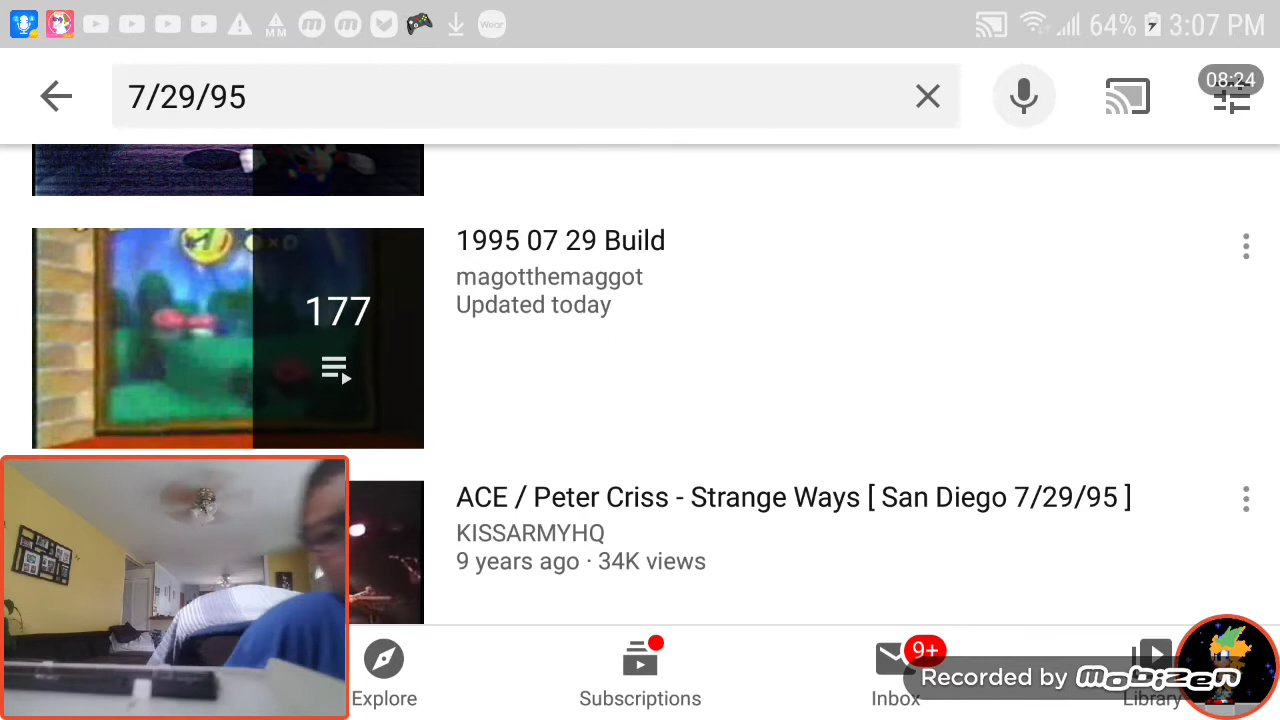 MM
Wear
64% 3:07 PM
7/29/95
08:24
1995 07 29 Build
magotthemaggot
Updated today
177
ACE / Peter Criss - Strange Ways [ San Diego 7/29/95 ]
KISSARMYHQ
9 years ago · 34K views
Explore
Subscriptions
9+
Inbox
Library
Recorded by mobizen